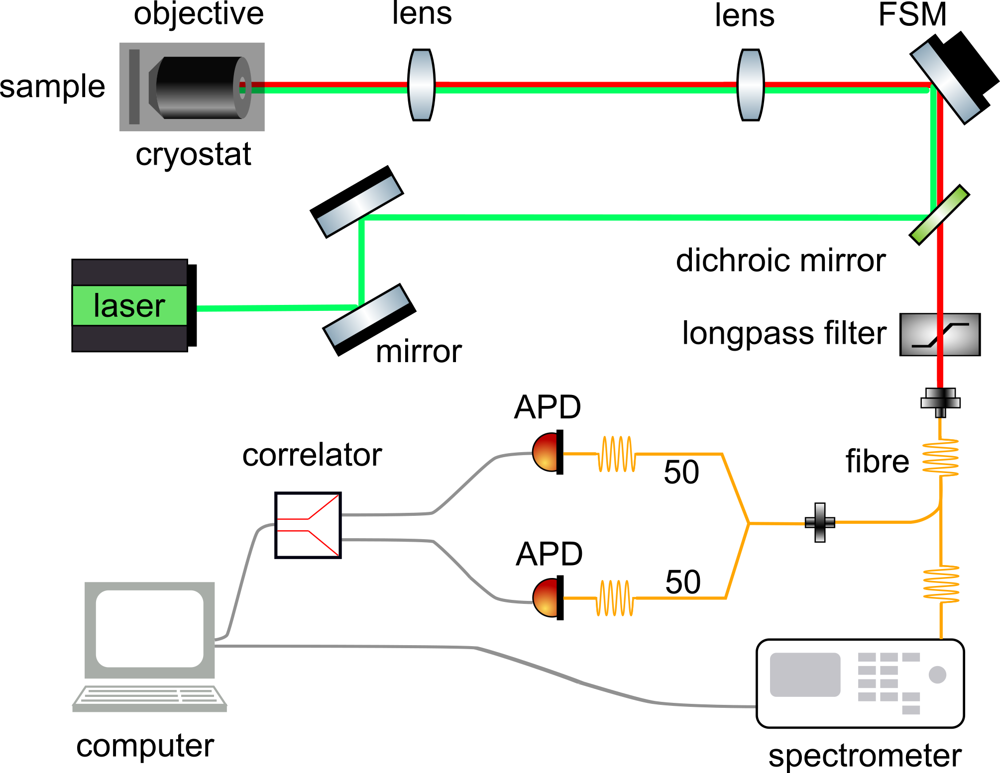 objective
lens
lens
FSM
sample
cryostat
dichroic mirror
laser
longpass filter
mirror
APD
correlator
fibre
50
APD
50
computer
spectrometer